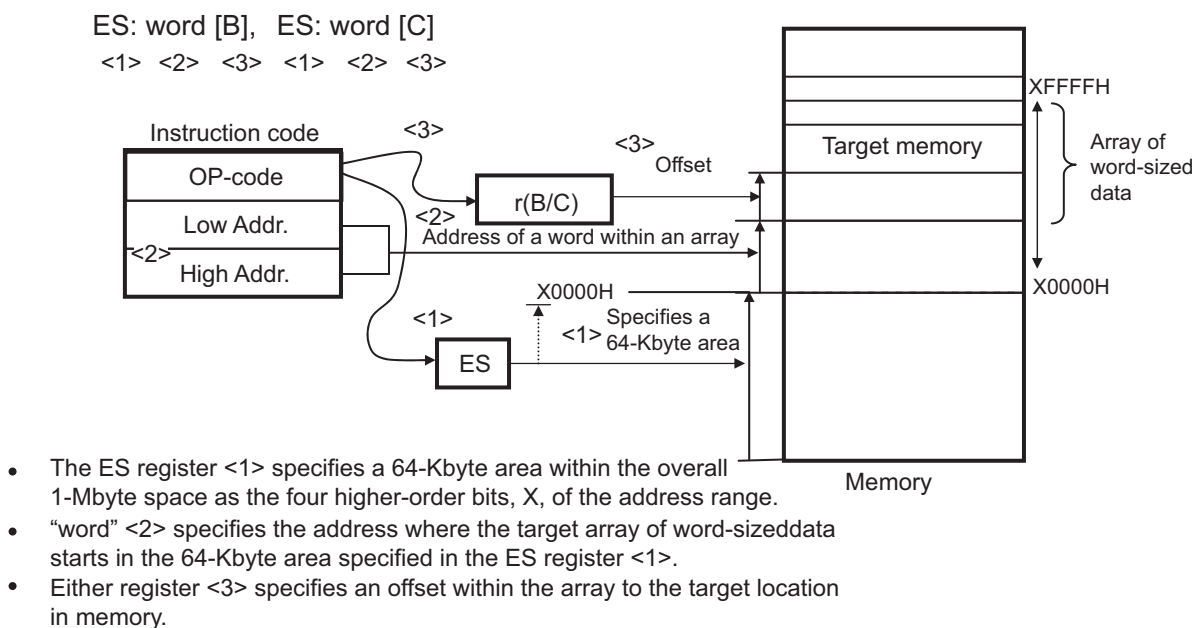 ES: word [B], ES: word [C]
<1> <2> <3> <1> <2> <3>
XFFFFH
Instruction code
<3>
<3>
Offset
Target memory
Array of
word-sized
data
OP-code
r(B/C)
<2>
Low Addr.
Address of a word within an array
<2>
High Addr.
X0000H
X0000H
<1>
<1>
Specifies a
64-Kbyte area
ES
Memory
• The ES register <1> specifies a 64-Kbyte area within the overall
1-Mbyte space as the four higher-order bits, X, of the address range.
• “word” <2> specifies the address where the target array of word-sizeddata
starts in the 64-Kbyte area specified in the ES register <1>.
• Either register <3> specifies an offset within the array to the target location
in memory.